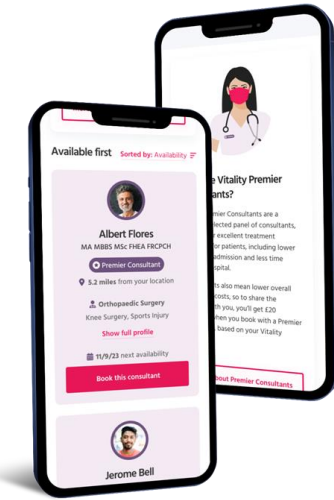 Available first
Sorted by: Availability
Albert Flores
MA MBBS MSc FHEA FRCPCH
Premier Consultant
5.2 miles from your location
Orthopaedic Surgery
Knee Surgery, Sports Injury
Show full profile
11/9/23 next availability
Book this consultant
Jerome Bell
e Vitality Premier
ants?
mier Consultants are a
lected panel of consultants,
r excellent treatment
or patients, including lower
admission and less time
spital.
ts also mean lower overall
costs, so to share the
th you, you'll get £20
when you book with a Premier
, based on your Vitality
bout Premier Consultants